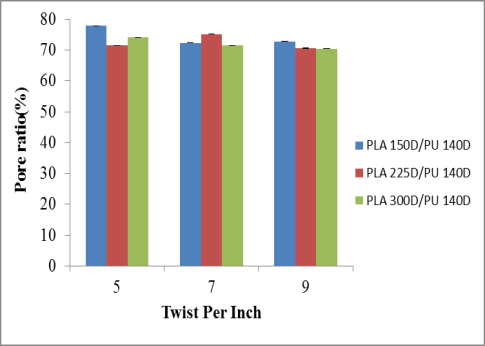 80
70
60
50
40
30
20
10
0
Pore ratio(%)
5 7 9
Twist Per Inch
PLA 150D/PU 140D
PLA 225D/PU 140D
PLA 300D/PU 140D